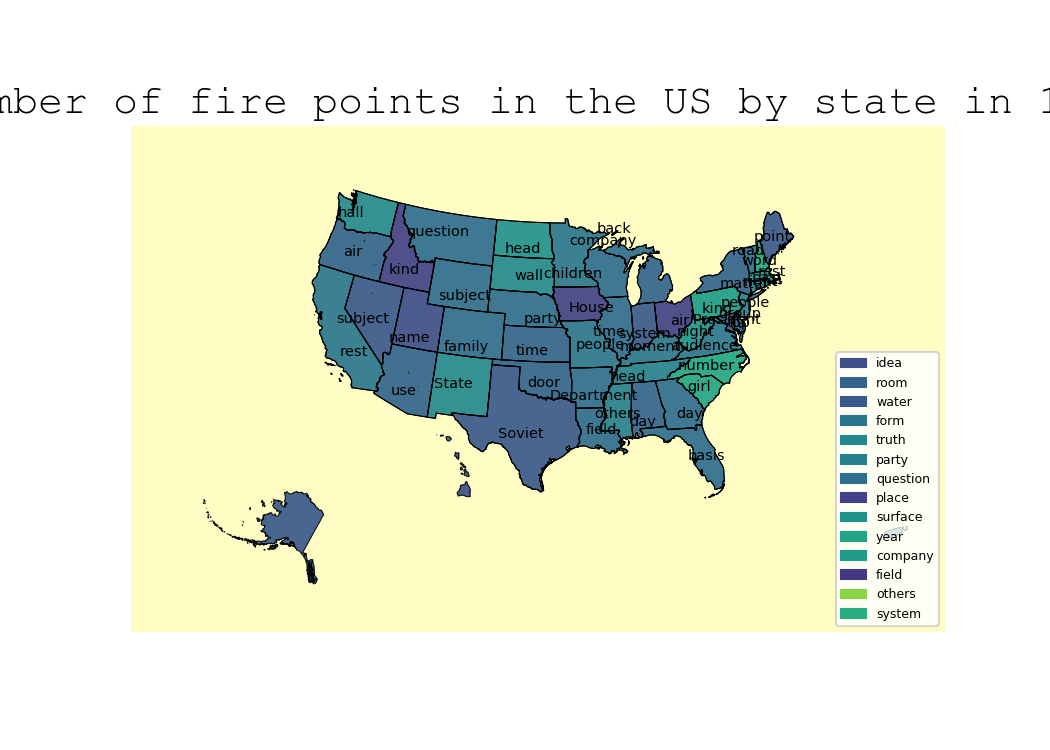 mber of fire points in the US by state in 1
hall
point
back
question
company
road
air
head
word
kind
wall
children
rest
matter
subject
House
people
kind
party
subject
air
time
system
night
name
family
people
moment
audience
rest
time
number
State
head
use
door
girl
Department
others
day
day
field
Soviet
basis
idea
room
water
form
truth
party
question
place
surface
year
company
field
others
system